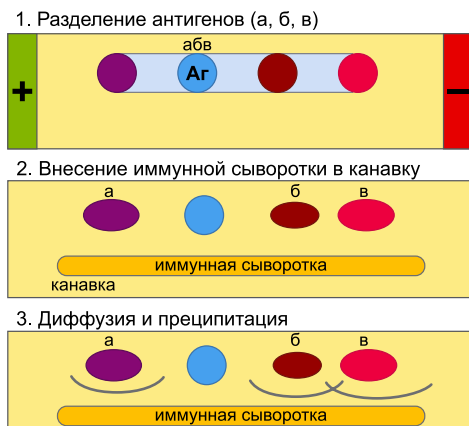 1. Разделение антигенов (а, б, в)
абв
+
Аг
−
2. Внесение иммунной сыворотки в канавку
а
б
в
иммунная сыворотка
канавка
3. Диффузия и преципитация
а
б
в
иммунная сыворотка